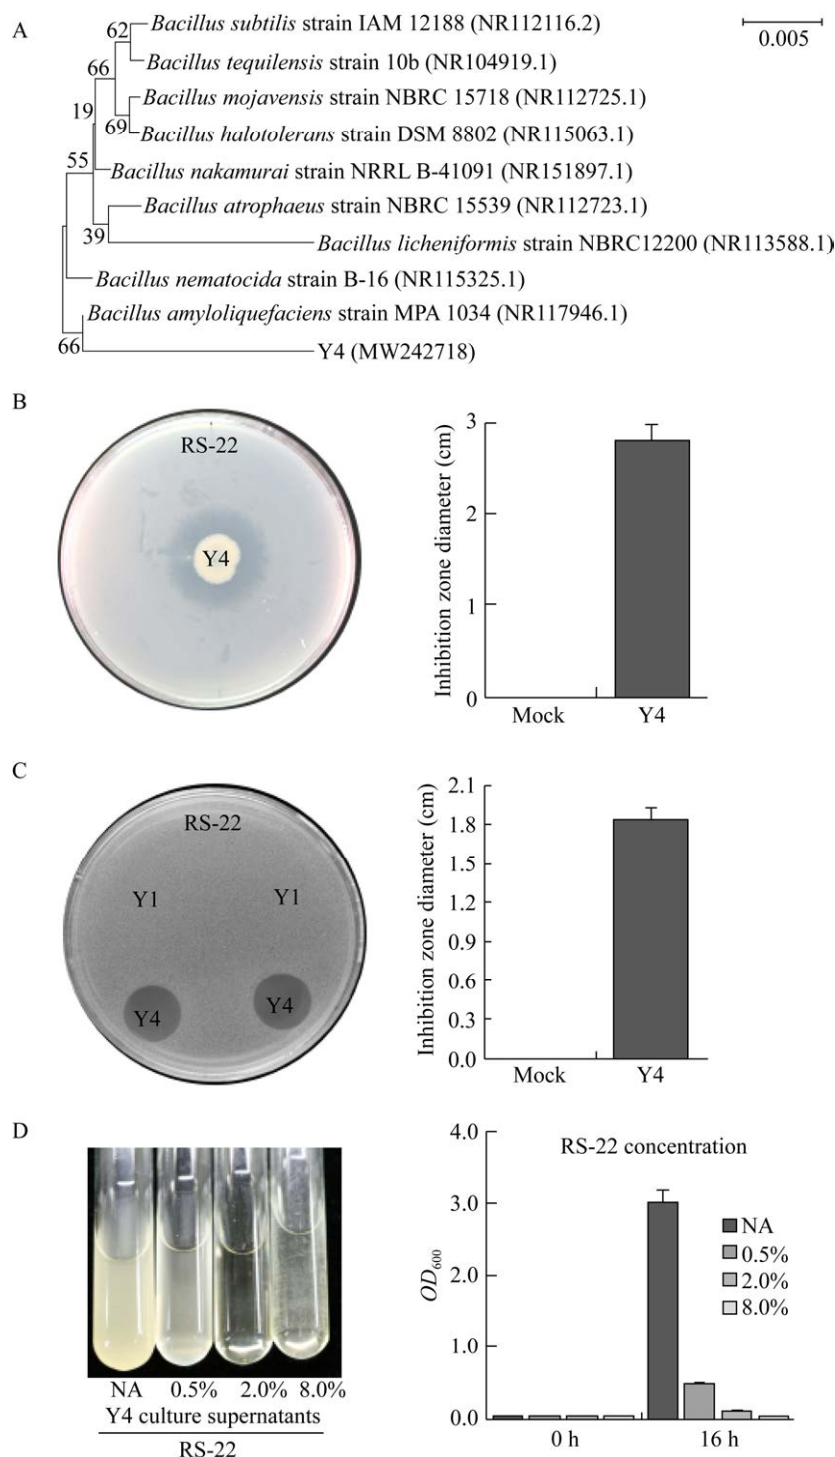 A
Bacillus subtilis strain IAM 12188 (NR112116.2)
0.005
62
Bacillus tequilensis strain 10b (NR104919.1)
66
Bacillus mojavensis strain NBRC 15718 (NR112725.1)
19
69
Bacillus halotolerans strain DSM 8802 (NR115063.1)
55
Bacillus nakamurai strain NRRL B-41091 (NR151897.1)
Bacillus atrophaeus strain NBRC 15539 (NR112723.1)
39
Bacillus licheniformis strain NBRC12200 (NR113588.1)
Bacillus nematocida strain B-16 (NR115325.1)
Bacillus amyloliquefaciens strain MPA 1034 (NR117946.1)
66
Y4 (MW242718)
B
RS-22
Y4
Inhibition zone diameter (cm)
3
2
1
0
Mock Y4
C
RS-22
Y1 Y1
Y4 Y4
Inhibition zone diameter (cm)
2.1
1.8
1.5
1.2
0.9
0.6
0.3
0.0
Mock Y4
D
NA 0.5% 2.0% 8.0%
Y4 culture supernatants
RS-22
OD600
4.0
3.0
2.0
1.0
0.0
RS-22 concentration
NA
0.5%
2.0%
8.0%
0 h 16 h